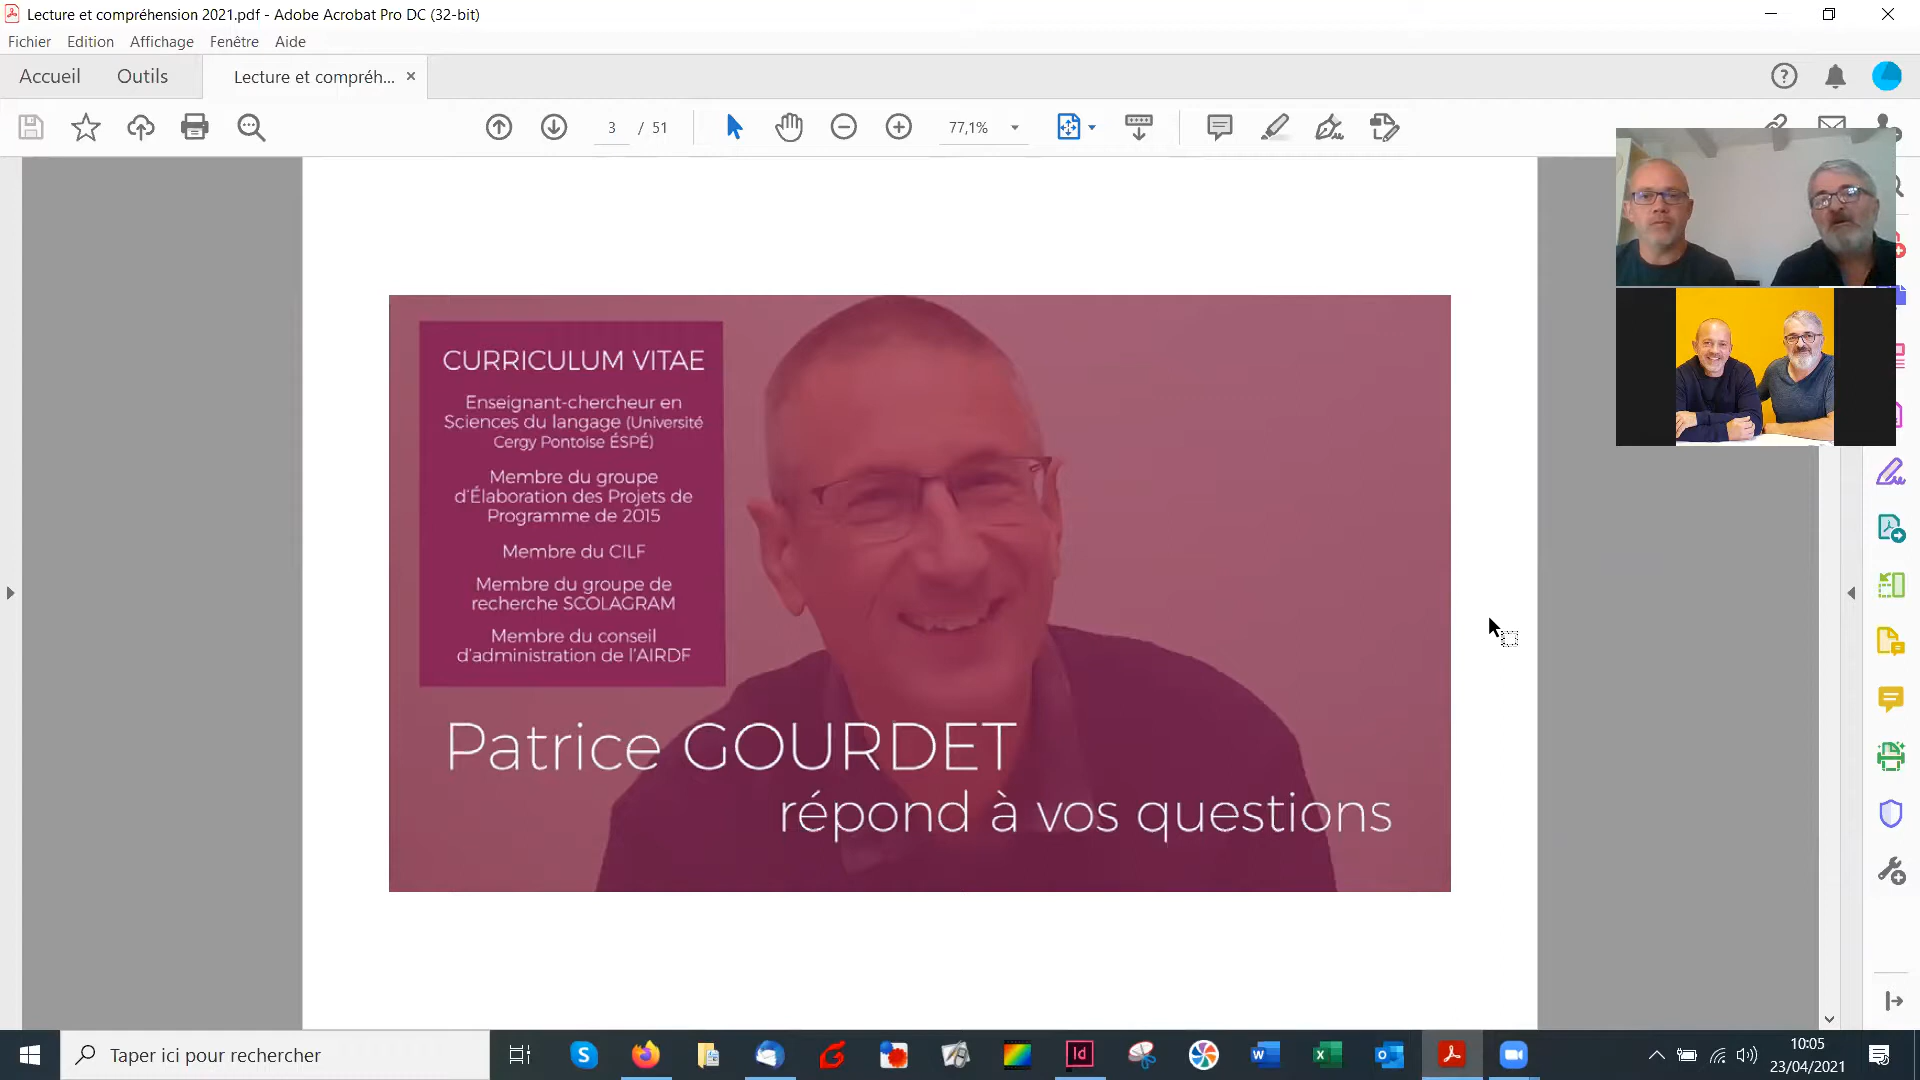 Lecture et compréhension 2021.pdf - Adobe Acrobat Pro DC (32-bit)
Fichier Edition Affichage Fenêtre Aide
Accueil Outils Lecture et compréh... ×
3 / 51 77,1%
CURRICULUM VITAE
Enseignant-chercheur en
Sciences du langage (Université
Cergy Pontoise ÉSPÉ)
Membre du groupe
d'Élaboration des Projets de
Programme de 2015
Membre du CILF
Membre du groupe de
recherche SCOLAGRAM
Membre du conseil
d'administration de l'AIRDF
Patrice GOURDET
répond à vos questions
Taper ici pour rechercher
10:05
23/04/2021